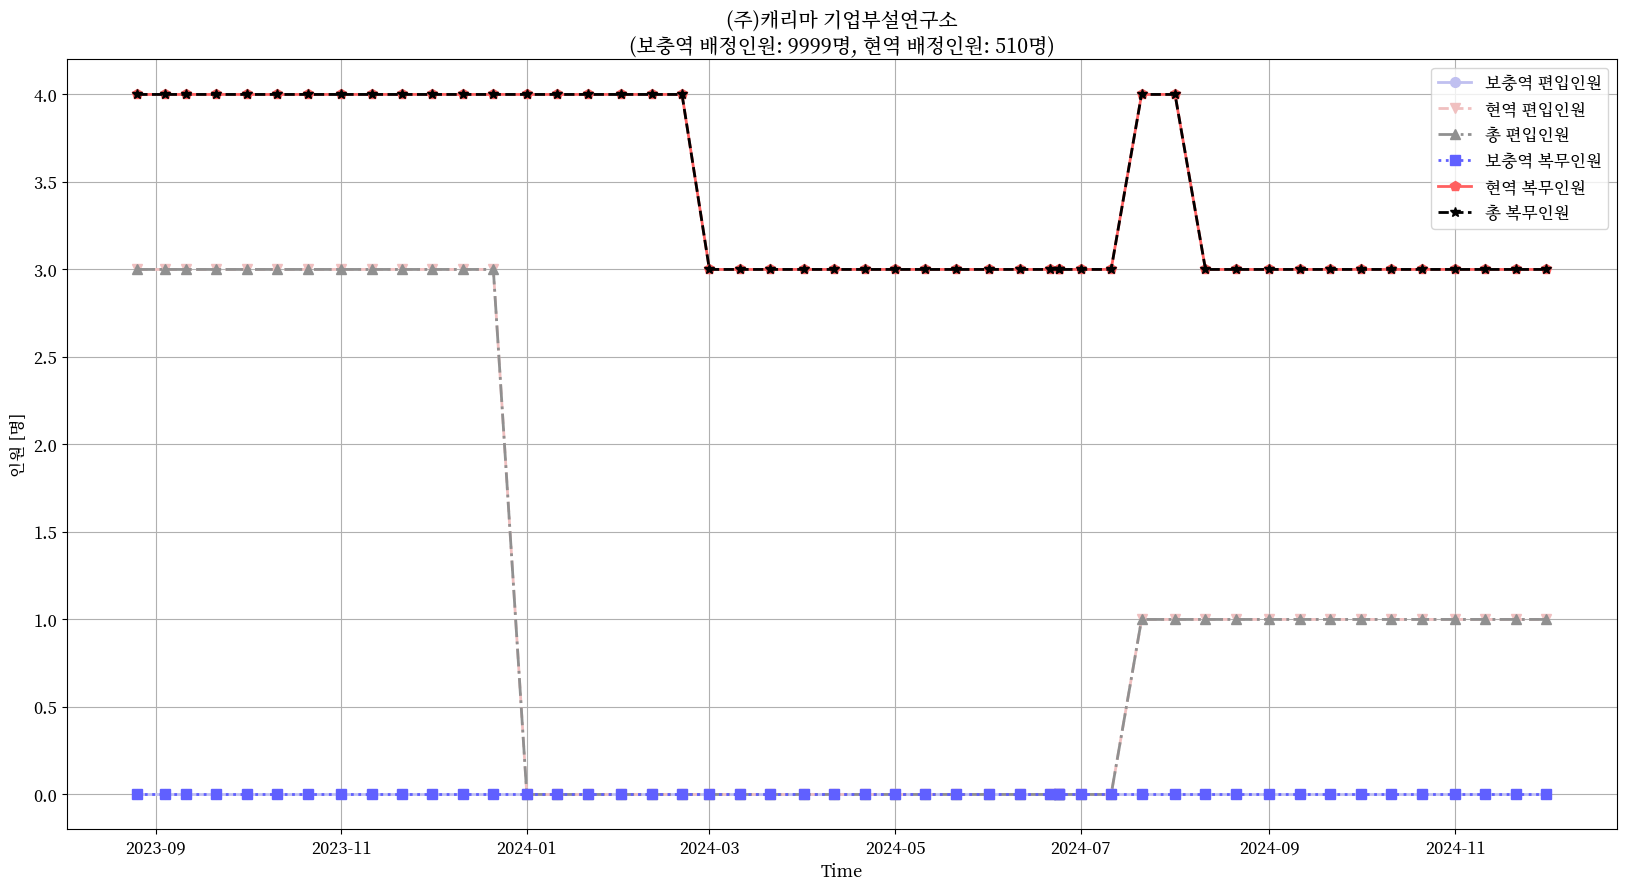 (주)캐리마 기업부설연구소
(보충역 배정인원: 9999명, 현역 배정인원: 510명)
보충역 편입인원
현역 편입인원
총 편입인원
보충역 복무인원
현역 복무인원
총 복무인원
인원 [명]
4.0
3.5
3.0
2.5
2.0
1.5
1.0
0.5
0.0
2023-09 2023-11 2024-01 2024-03 2024-05 2024-07 2024-09 2024-11
Time